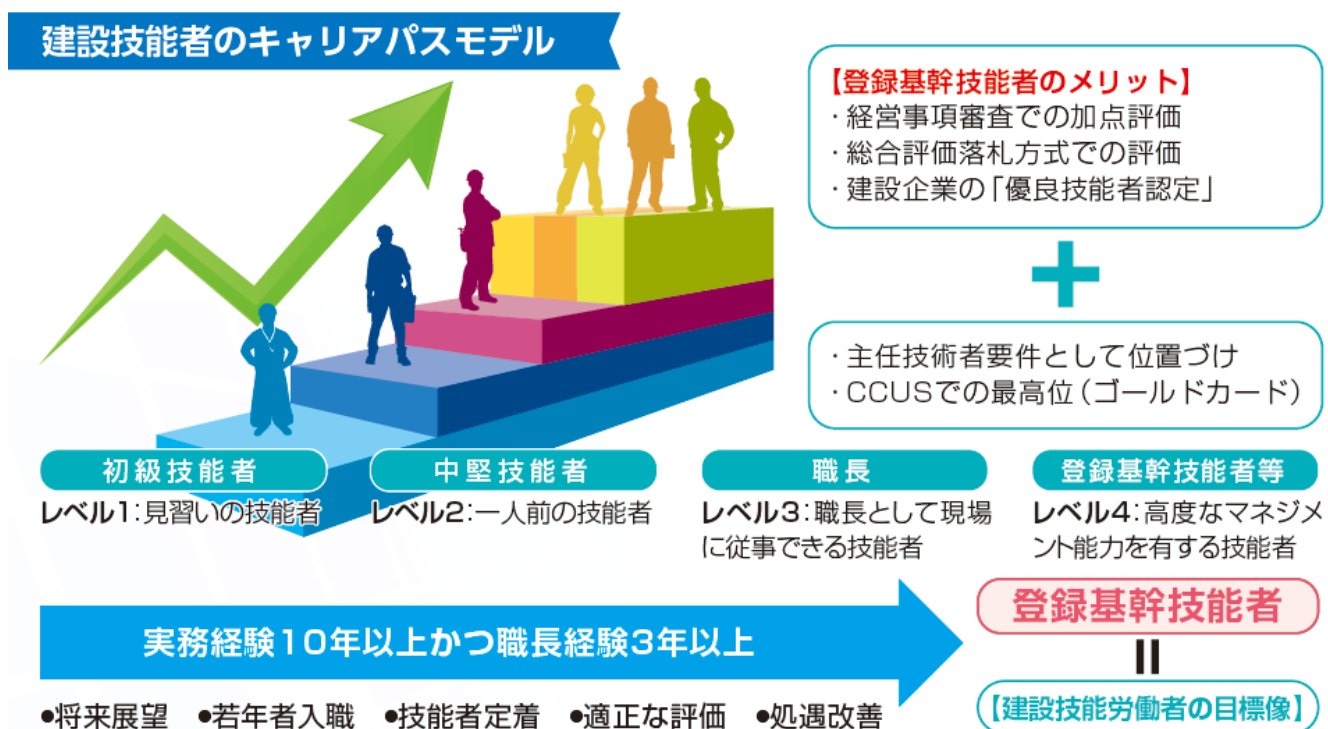 建設技能者のキャリアパスモデル
【登録基幹技能者のメリット】
・経営事項審査での加点評価
・総合評価落札方式での評価
・建設企業の「優良技能者認定」
+
・主任技術者要件として位置づけ
・CCUSでの最高位（ゴールドカード）
初級技能者
レベル1：見習いの技能者
中堅技能者
レベル2：一人前の技能者
職長
レベル3：職長として現場
に従事できる技能者
登録基幹技能者等
レベル4：高度なマネジメ
ント能力を有する技能者
実務経験10年以上かつ職長経験3年以上
登録基幹技能者
=
【建設技能労働者の目標像】
●将来展望 ●若年者入職 ●技能者定着 ●適正な評価 ●処遇改善